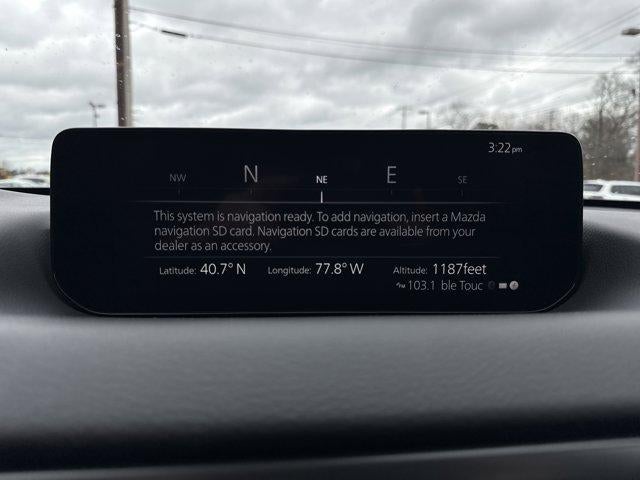 3:22pm
NW N NE E SE
This system is navigation ready. To add navigation, insert a Mazda
navigation SD card. Navigation SD cards are available from your
dealer as an accessory.
Latitude: 40.7° N Longitude: 77.8° W Altitude: 1187feet
FM 103.1 ble Touc